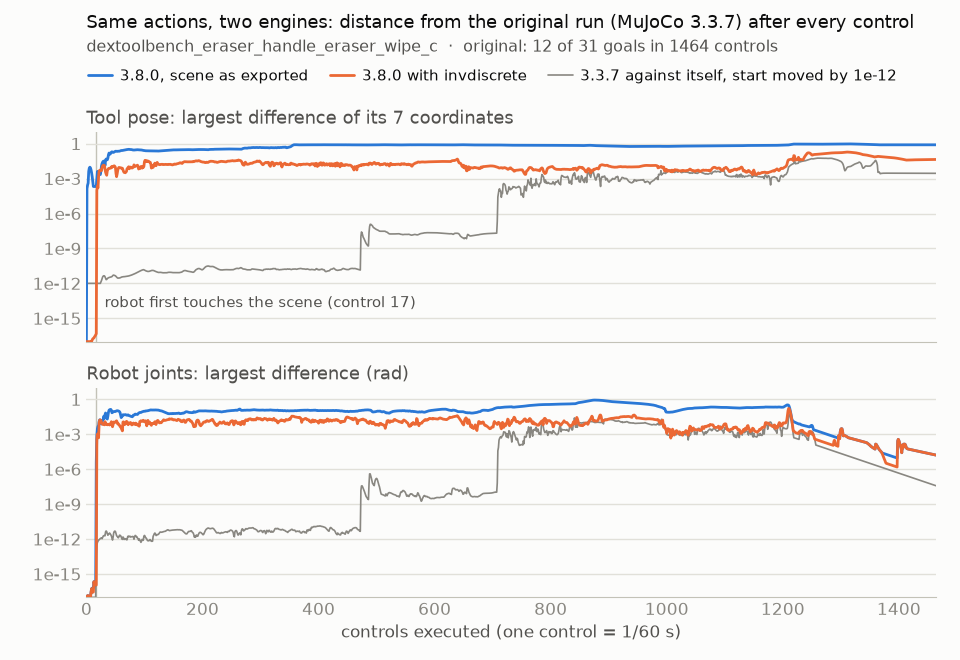 Same actions, two engines: distance from the original run (MuJoCo 3.3.7) after every control
dextoolbench_eraser_handle_eraser_wipe_c · original: 12 of 31 goals in 1464 controls
3.8.0, scene as exported 3.8.0 with invdiscrete 3.3.7 against itself, start moved by 1e-12
Tool pose: largest difference of its 7 coordinates
1
1e-3
1e-6
1e-9
1e-12
robot first touches the scene (control 17)
1e-15
Robot joints: largest difference (rad)
1
1e-3
1e-6
1e-9
1e-12
1e-15
0 200 400 600 800 1000 1200 1400
controls executed (one control = 1/60 s)